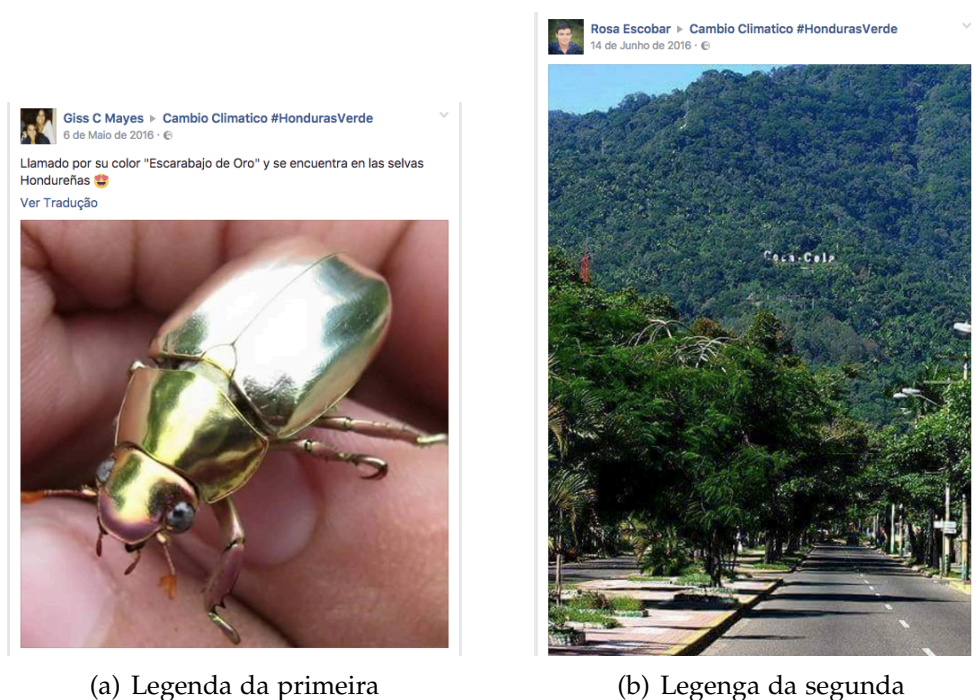 Giss C Mayes ▸ Cambio Climatico #HondurasVerde
6 de Maio de 2016 ·
Llamado por su color "Escarabajo de Oro" y se encuentra en las selvas
Hondureñas 😍
Ver Tradução
(a) Legenda da primeira
Rosa Escobar ▸ Cambio Climatico #HondurasVerde
14 de Junho de 2016 ·
Coca-Cola
(b) Legenga da segunda